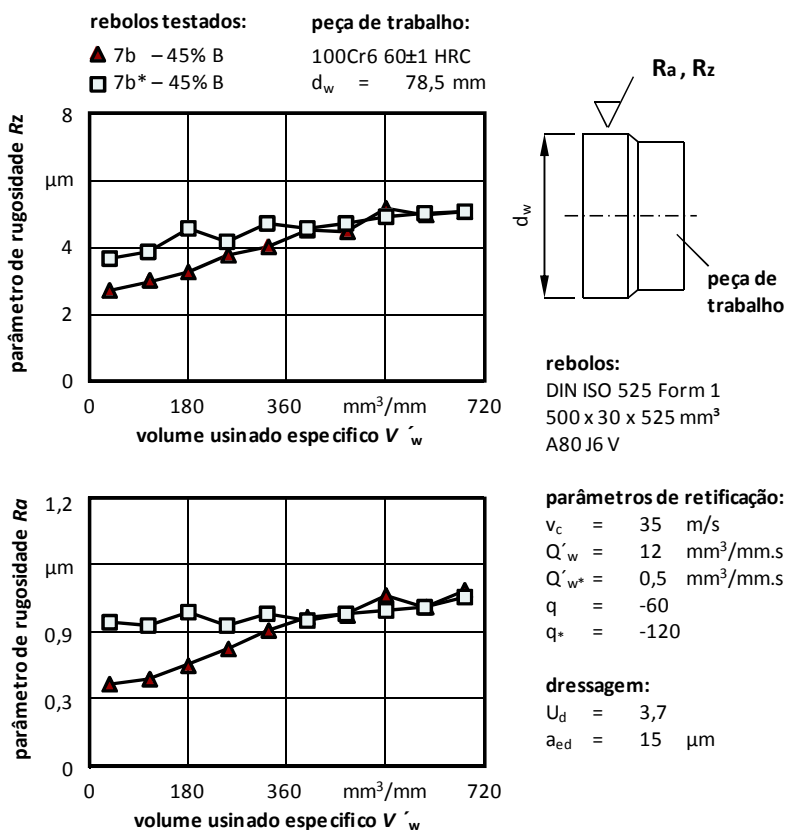 rebolos testados:
7b – 45% B
7b* – 45% B
peça de trabalho:
100Cr6 60±1 HRC
d_w = 78,5 mm
parâmetro de rugosidade Rz
8
µm
4
2
0
0 180 360 mm³/mm 720
volume usinado especifico V ´w
Ra , Rz
d_w
peça de
trabalho
rebolos:
DIN ISO 525 Form 1
500 x 30 x 525 mm³
A80 J6 V
parâmetro de rugosidade Ra
1,2
µm
0,9
0,3
0
0 180 360 mm³/mm 720
volume usinado especifico V ´w
parâmetros de retificação:
v_c = 35 m/s
Q´w = 12 mm³/mm.s
Q´w* = 0,5 mm³/mm.s
q = -60
q* = -120
dressagem:
U_d = 3,7
a_ed = 15 µm